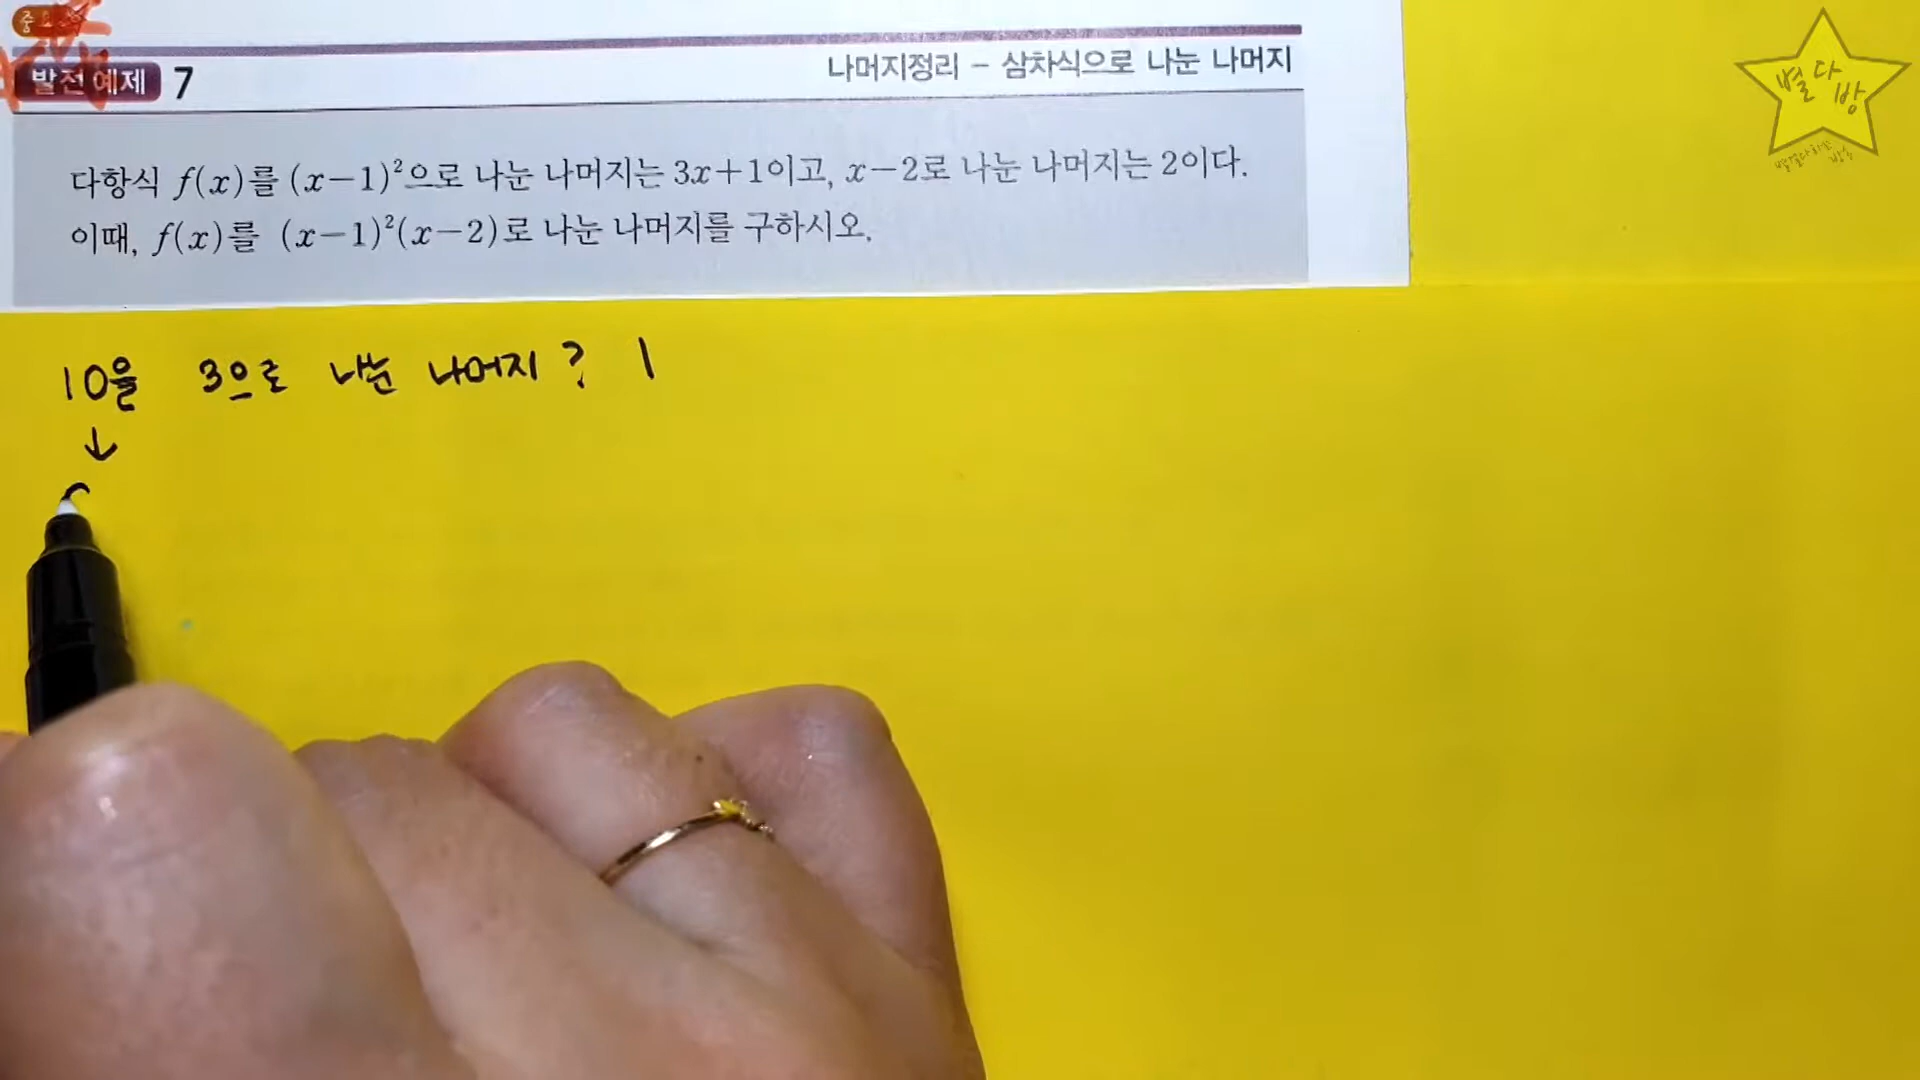 중
발전 예제 7
나머지정리 - 삼차식으로 나눈 나머지
다항식 f(x)를 (x-1)²으로 나눈 나머지는 3x+1이고, x-2로 나눈 나머지는 2이다.
이때, f(x)를 (x-1)²(x-2)로 나눈 나머지를 구하시오.
10을 3으로 나눈 나머지? 1
↓
별다방